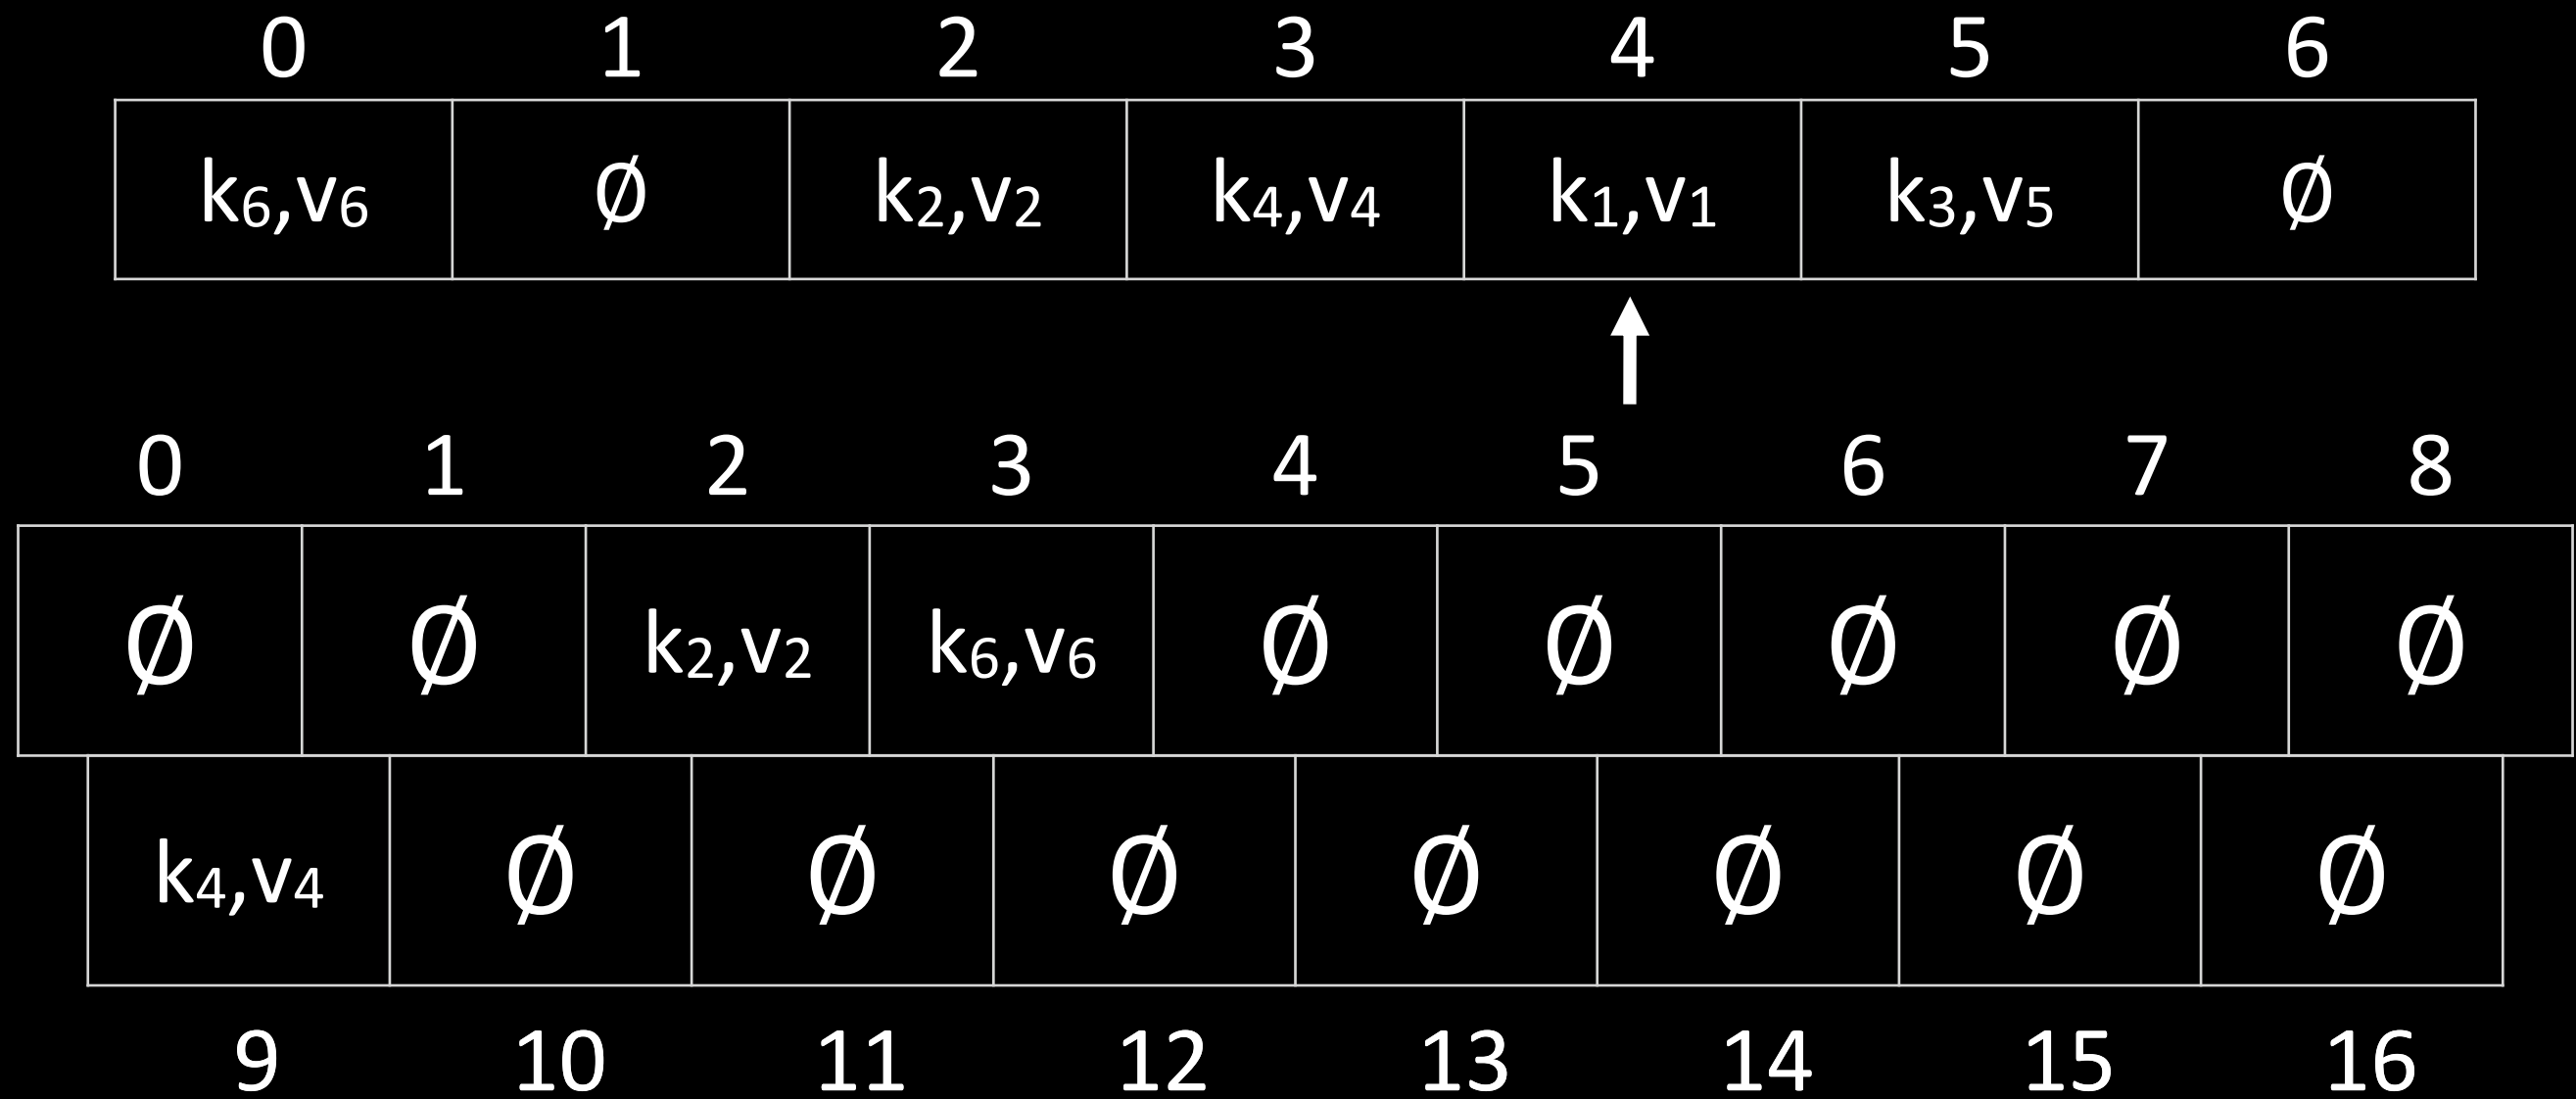 0 1 2 3 4 5 6
k₆,v₆ Ø k₂,v₂ k₄,v₄ k₁,v₁ k₃,v₅ Ø
0 1 2 3 4 5 6 7 8
Ø Ø k₂,v₂ k₆,v₆ Ø Ø Ø Ø Ø
k₄,v₄ Ø Ø Ø Ø Ø Ø Ø
9 10 11 12 13 14 15 16